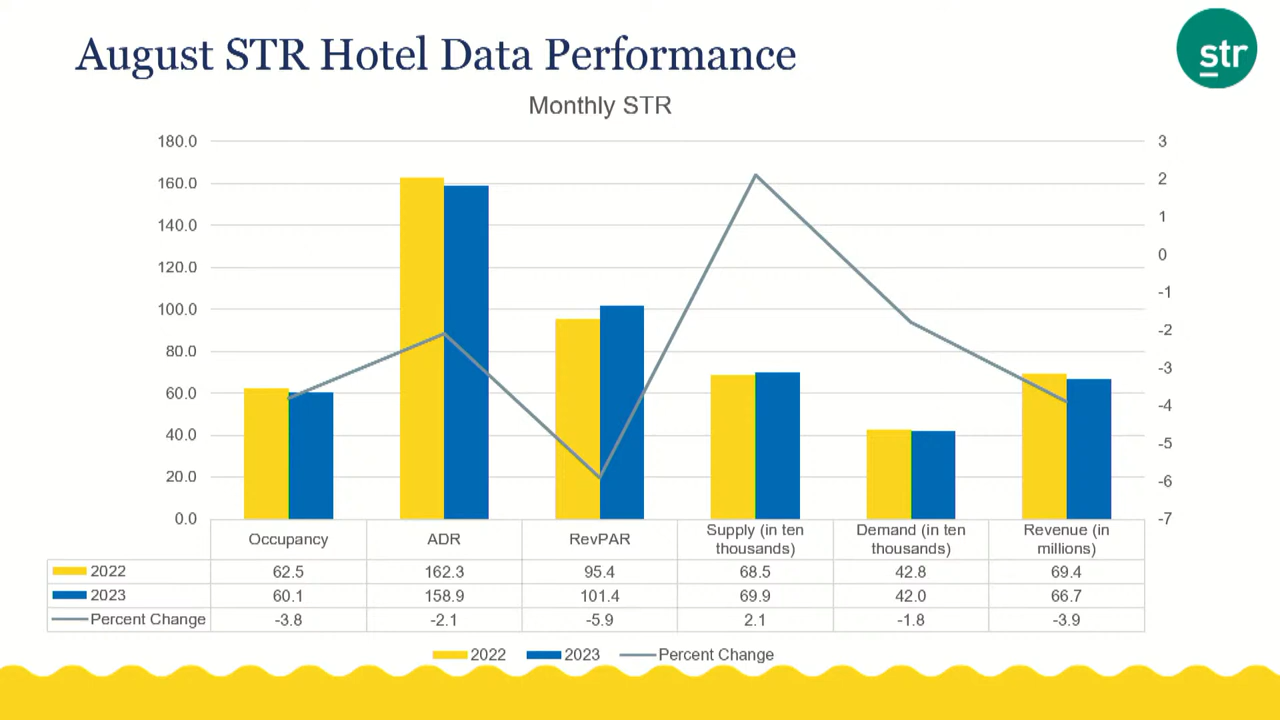 August STR Hotel Data Performance
str
Monthly STR
180.0
160.0
140.0
120.0
100.0
80.0
60.0
40.0
20.0
0.0
3
2
1
0
-1
-2
-3
-4
-5
-6
-7
Occupancy ADR RevPAR Supply (in ten thousands) Demand (in ten thousands) Revenue (in millions)
2022 62.5 162.3 95.4 68.5 42.8 69.4
2023 60.1 158.9 101.4 69.9 42.0 66.7
Percent Change -3.8 -2.1 -5.9 2.1 -1.8 -3.9
2022 2023 Percent Change